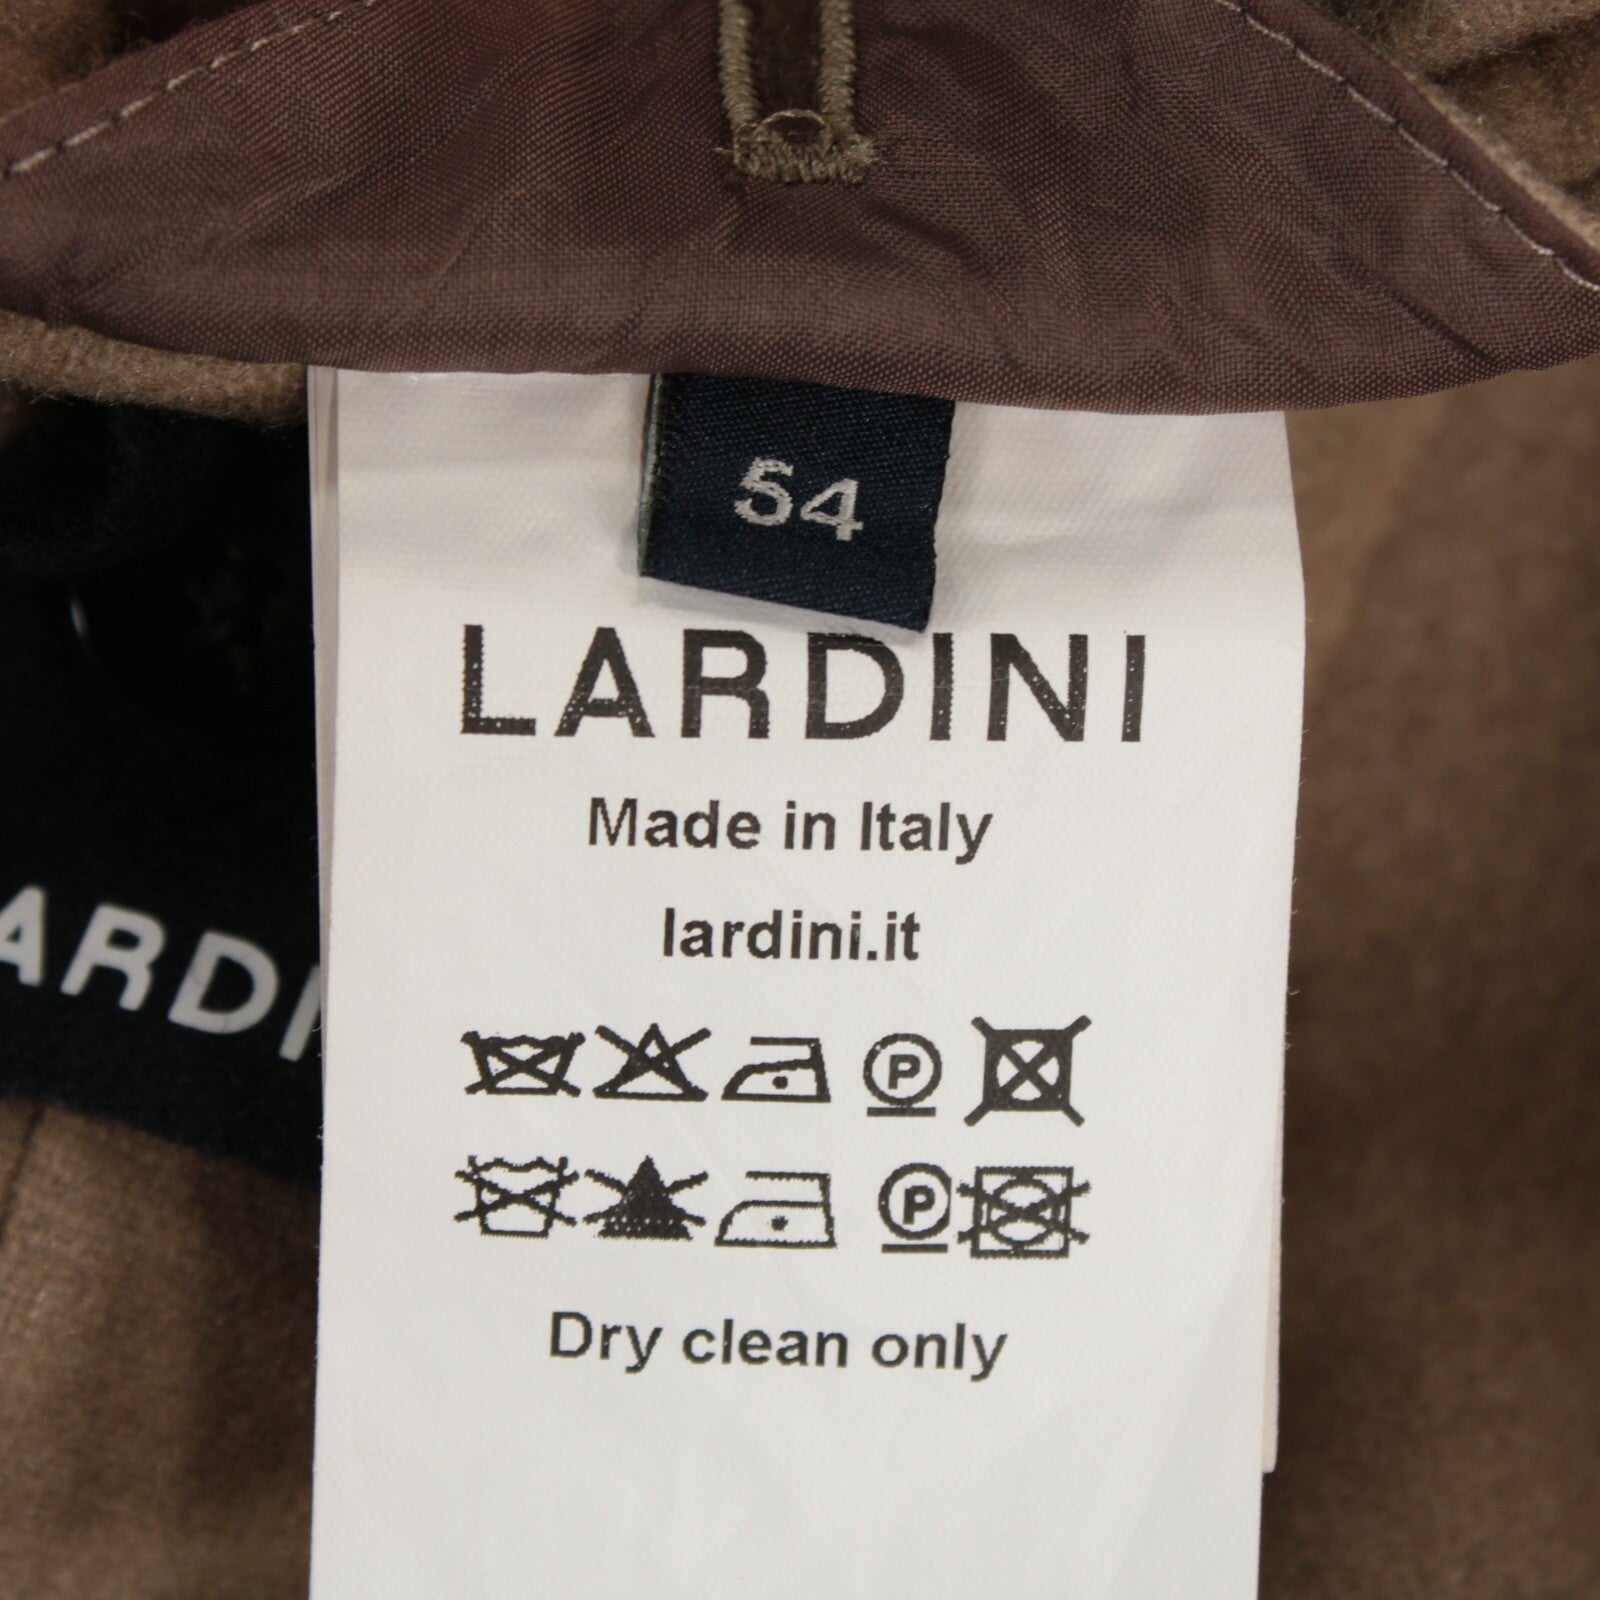 54
LARDINI
Made in Italy
lardini.it
ARDI
P
P
Dry clean only